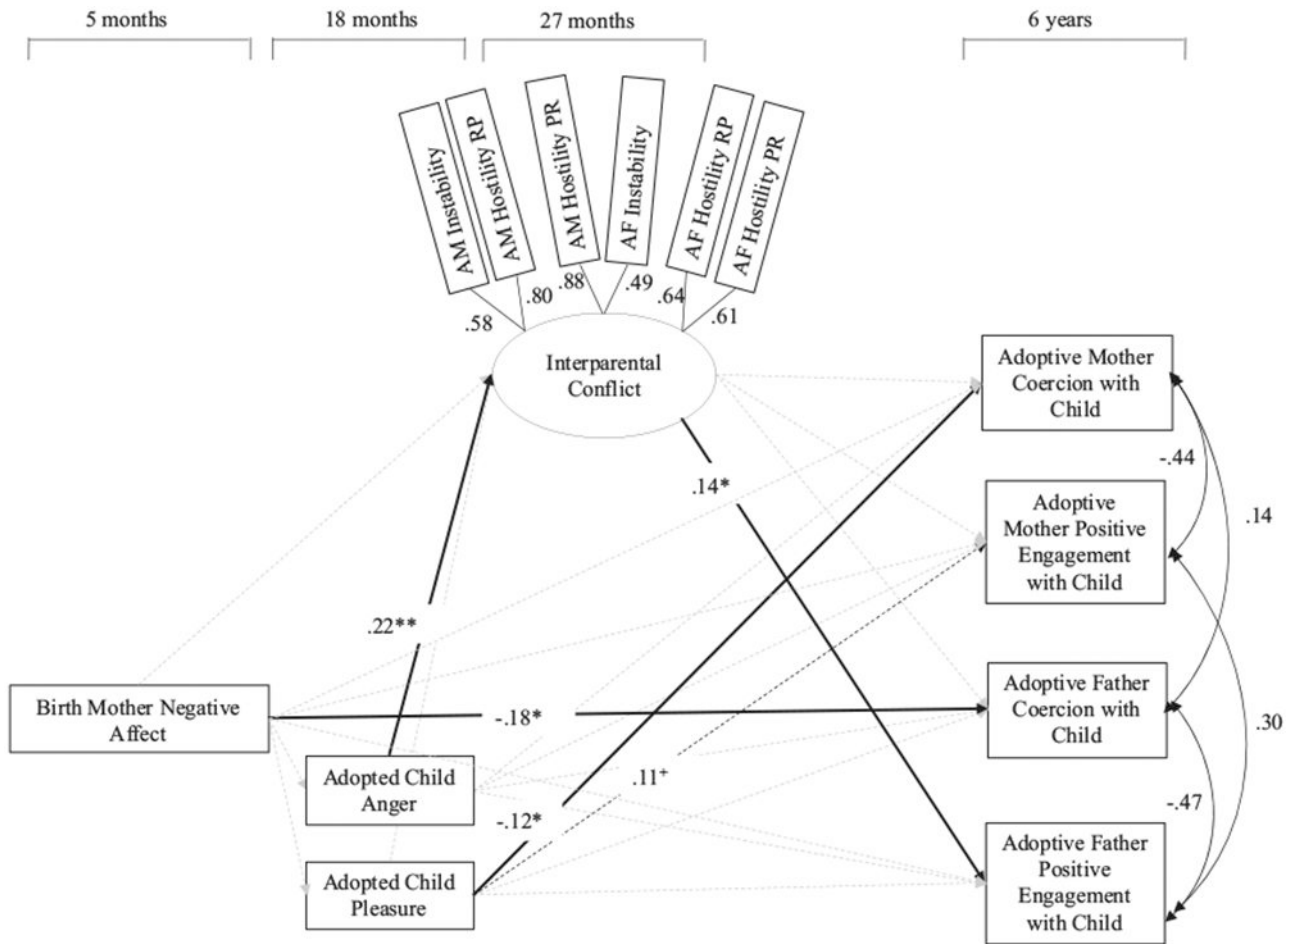 5 months
18 months
27 months
6 years
AM Instability
AM Hostility RP
AM Hostility PR
AF Instability
AF Hostility RP
AF Hostility PR
.58
.80
.88
.49
.64
.61
Interparental
Conflict
Adoptive Mother
Coercion with
Child
-.44
.14*
Adoptive
Mother Positive
Engagement
with Child
.14
.22**
Birth Mother Negative
Affect
-.18*
Adoptive Father
Coercion with
Child
.30
Adopted Child
Anger
.11+
-.12*
-.47
Adopted Child
Pleasure
Adoptive Father
Positive
Engagement
with Child